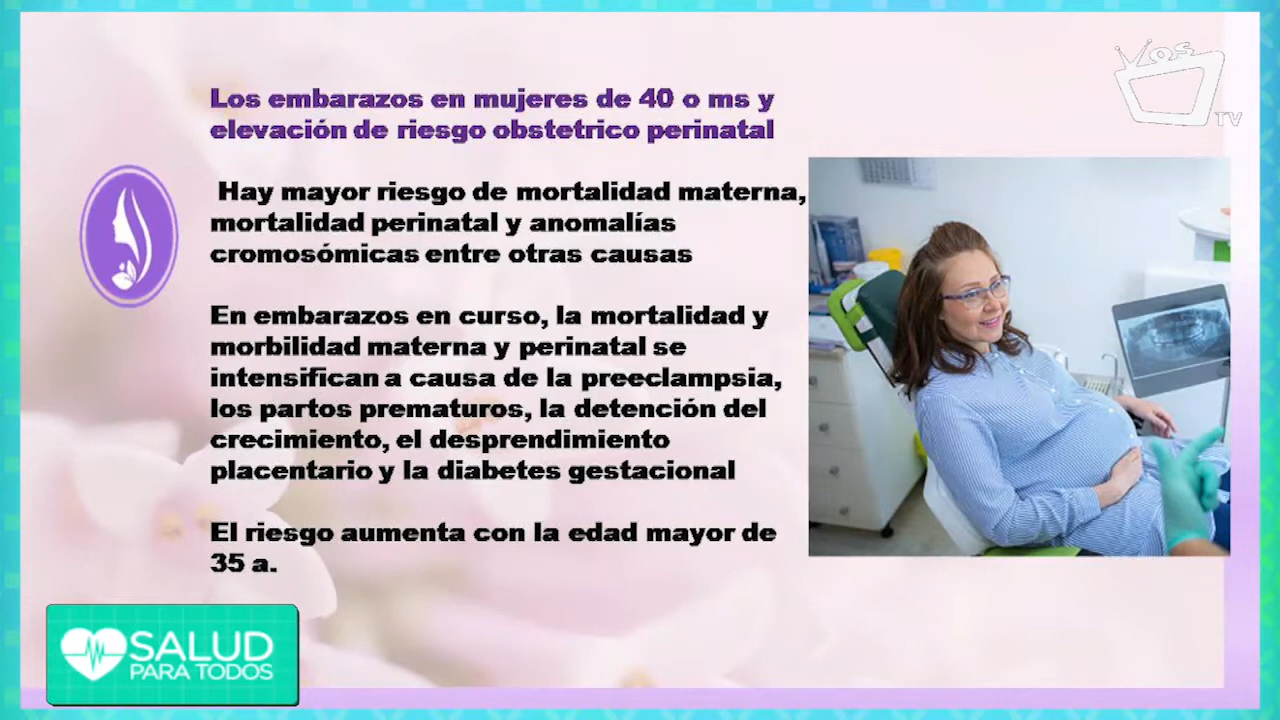 Los embarazos en mujeres de 40 o ms y
elevación de riesgo obstetrico perinatal
Hay mayor riesgo de mortalidad materna,
mortalidad perinatal y anomalías
cromosómicas entre otras causas
En embarazos en curso, la mortalidad y
morbilidad materna y perinatal se
intensifican a causa de la preeclampsia,
los partos prematuros, la detención del
crecimiento, el desprendimiento
placentario y la diabetes gestacional
El riesgo aumenta con la edad mayor de
35 a.
VOS
TV
SALUD
PARA TODOS